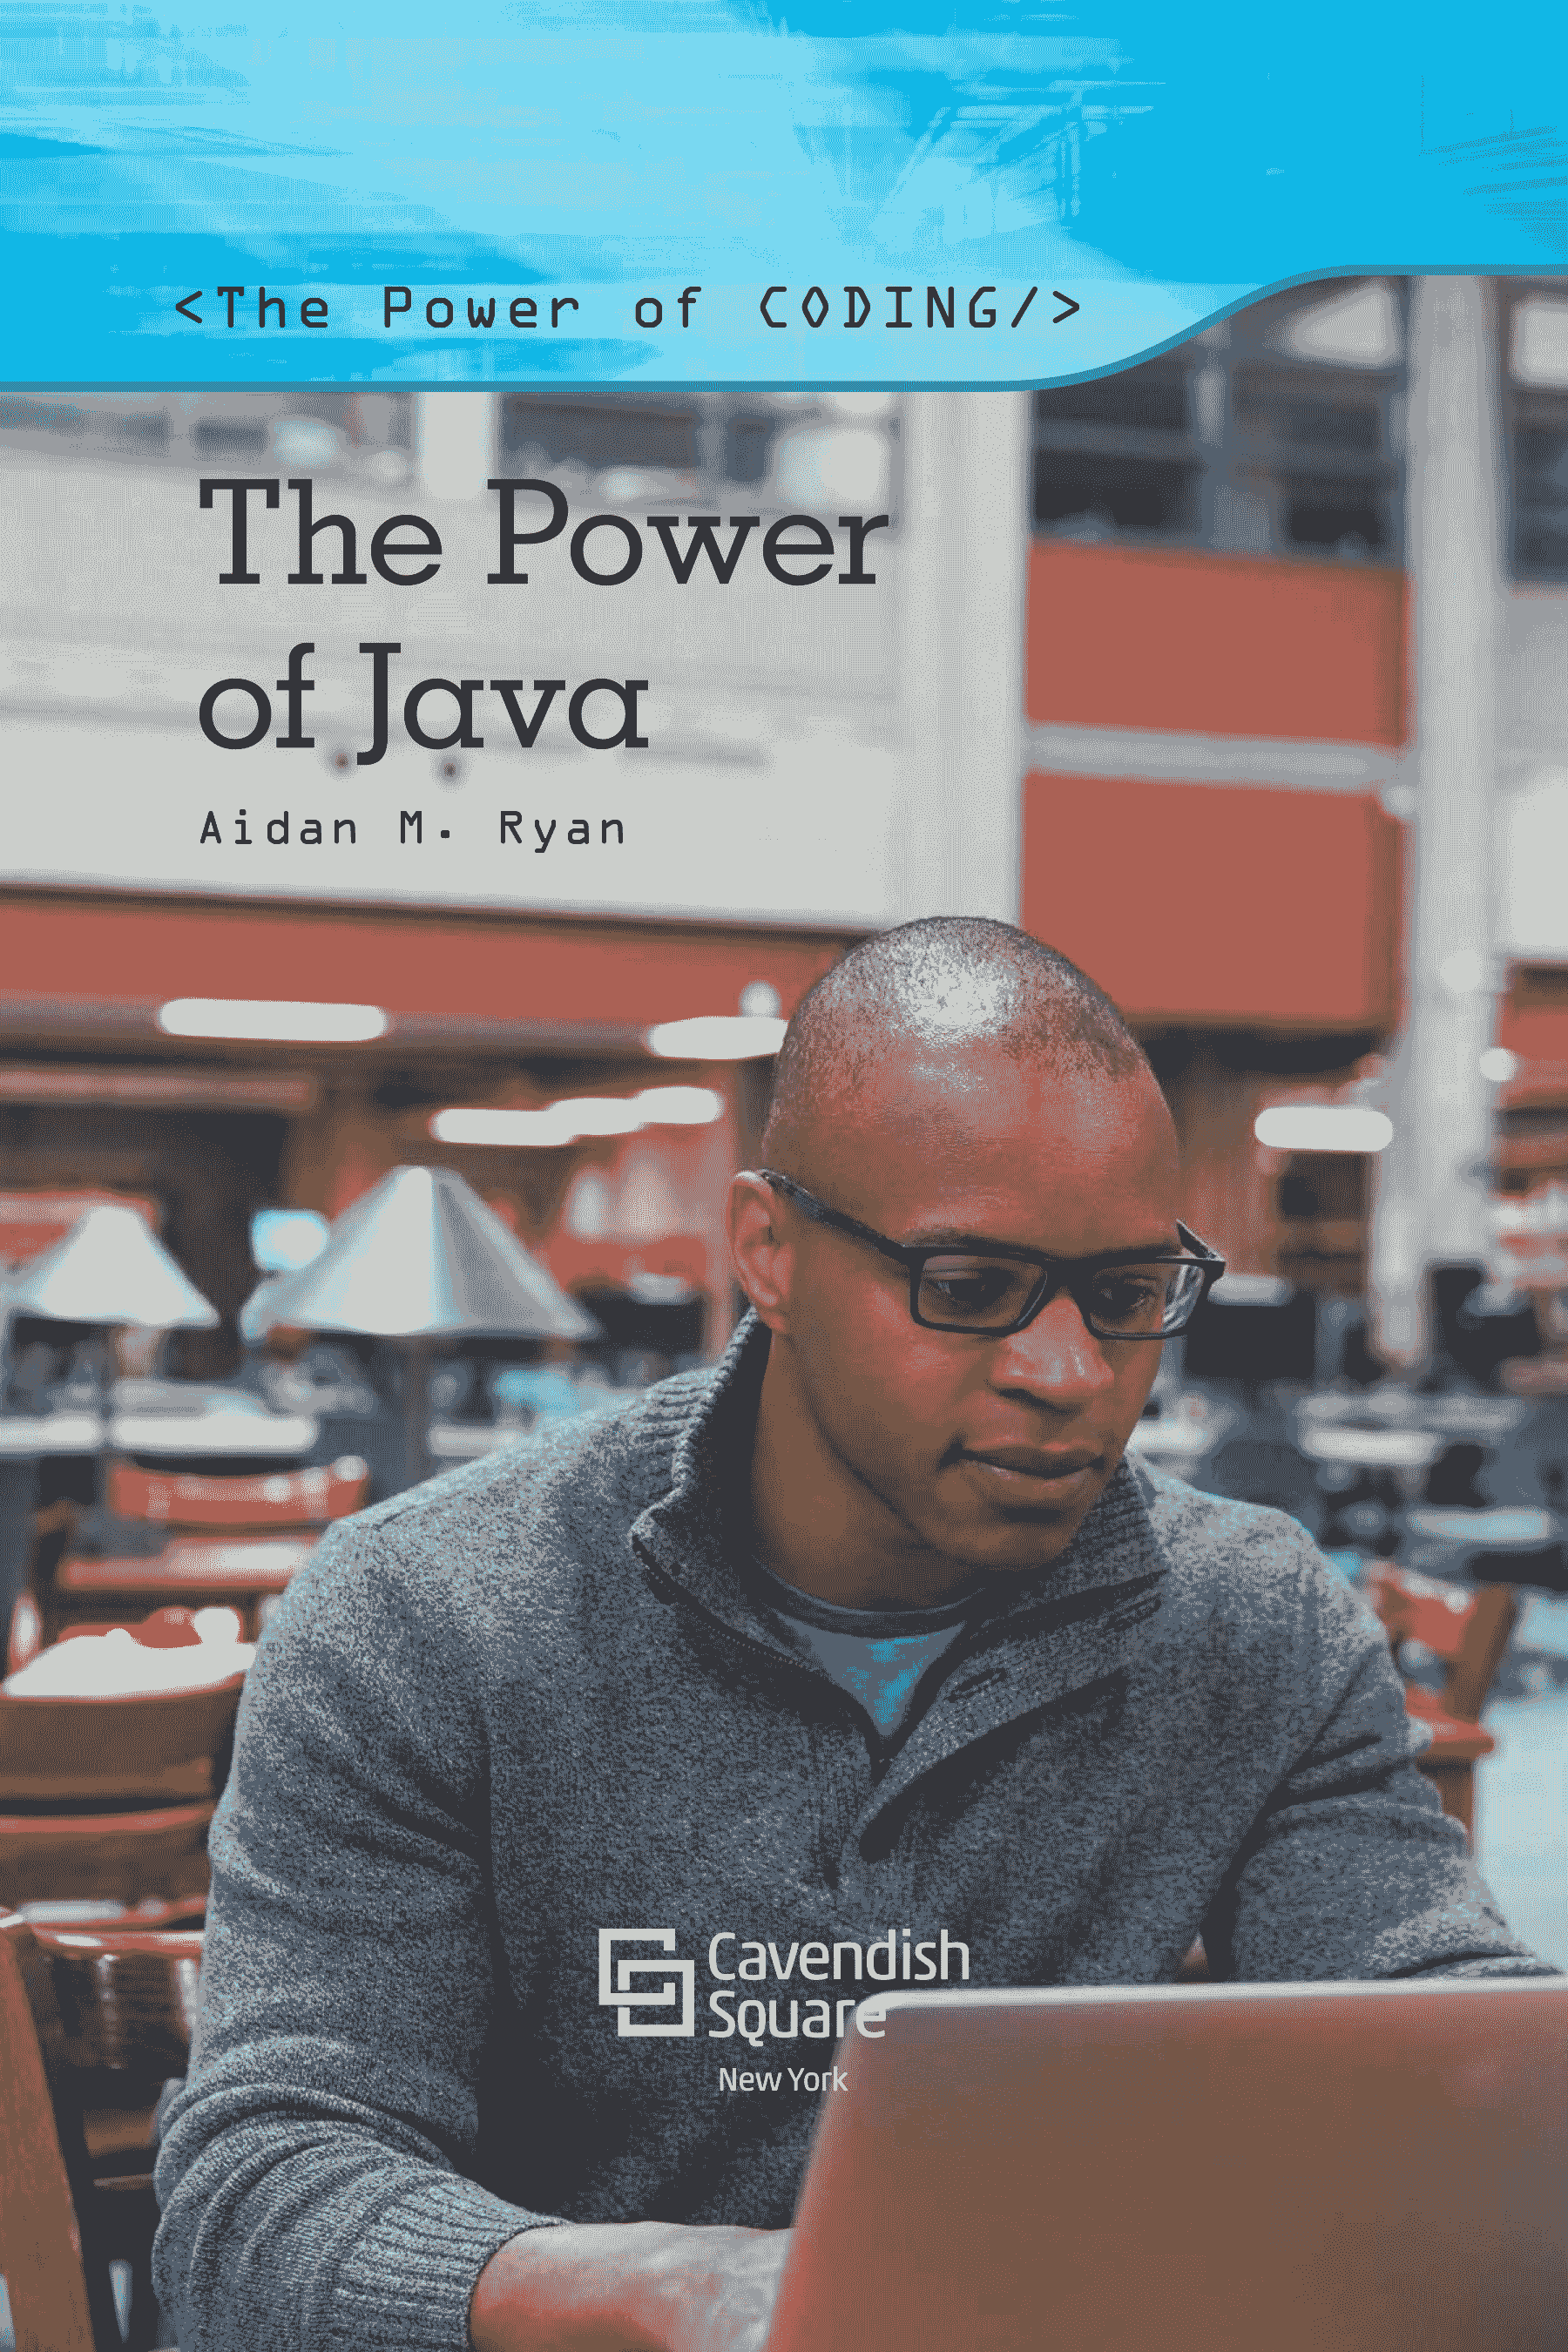 <The Power of CODING/>
The Power
of Java
Aidan M. Ryan
Cavendish
Square
New York